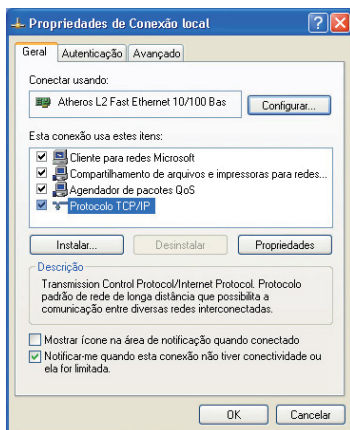 Propriedades de Conexão local
Geral Autenticação Avançado
Conectar usando:
Atheros L2 Fast Ethernet 10/100 Bas
Configurar...
Esta conexão usa estes itens:
Cliente para redes Microsoft
Compartilhamento de arquivos e impressoras para redes...
Agendador de pacotes QoS
Protocolo TCP/IP
Instalar... Desinstalar Propriedades
Descrição
Transmission Control Protocol/Internet Protocol. Protocolo
padrão de rede de longa distância que possibilita a
comunicação entre diversas redes interconectadas.
Mostrar ícone na área de notificação quando conectado
Notificar-me quando esta conexão não tiver conectividade ou
ela for limitada.
OK Cancelar